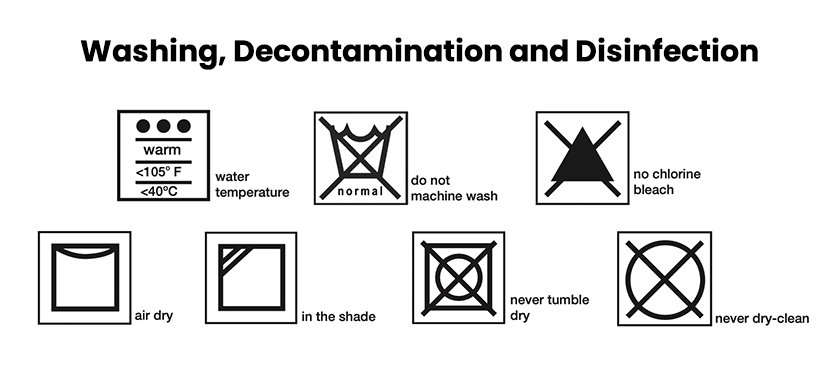 Washing, Decontamination and Disinfection
warm
<105° F
<40°C
water
temperature
normal
do not
machine wash
no chlorine
bleach
air dry
in the shade
never tumble
dry
never dry-clean